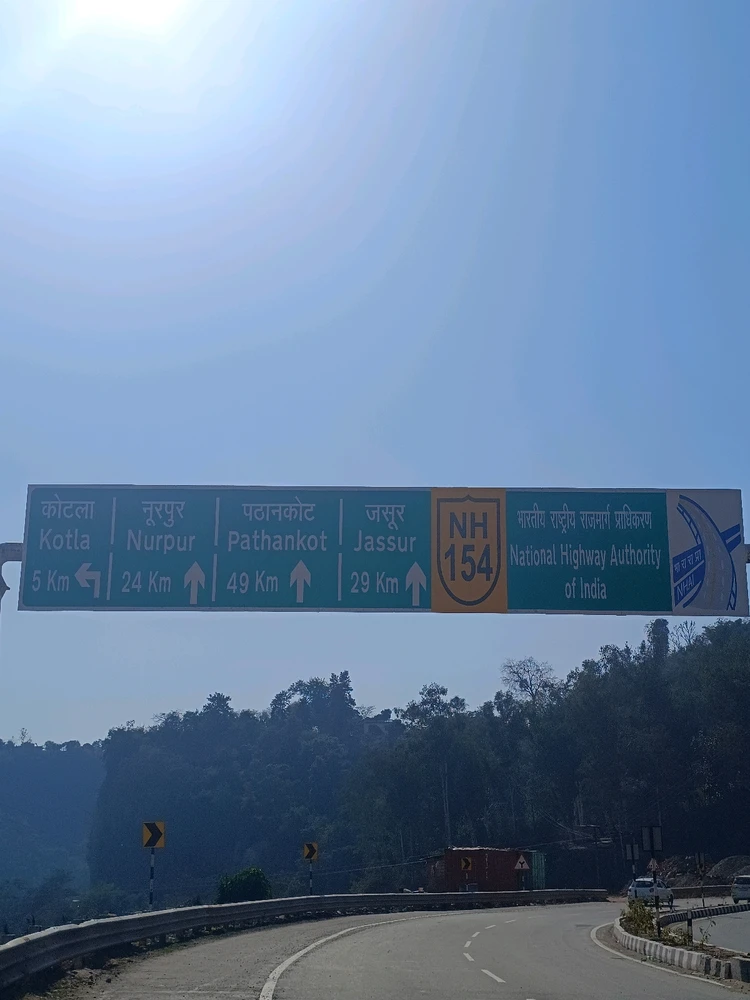 कोटला
Kotla
5 Km
नूरपुर
Nurpur
24 Km
पठानकोट
Pathankot
49 Km
जसूर
Jassur
29 Km
NH
154
भारतीय राष्ट्रीय राजमार्ग प्राधिकरण
National Highway Authority
of India
भा रा रा प्रा
NHAI